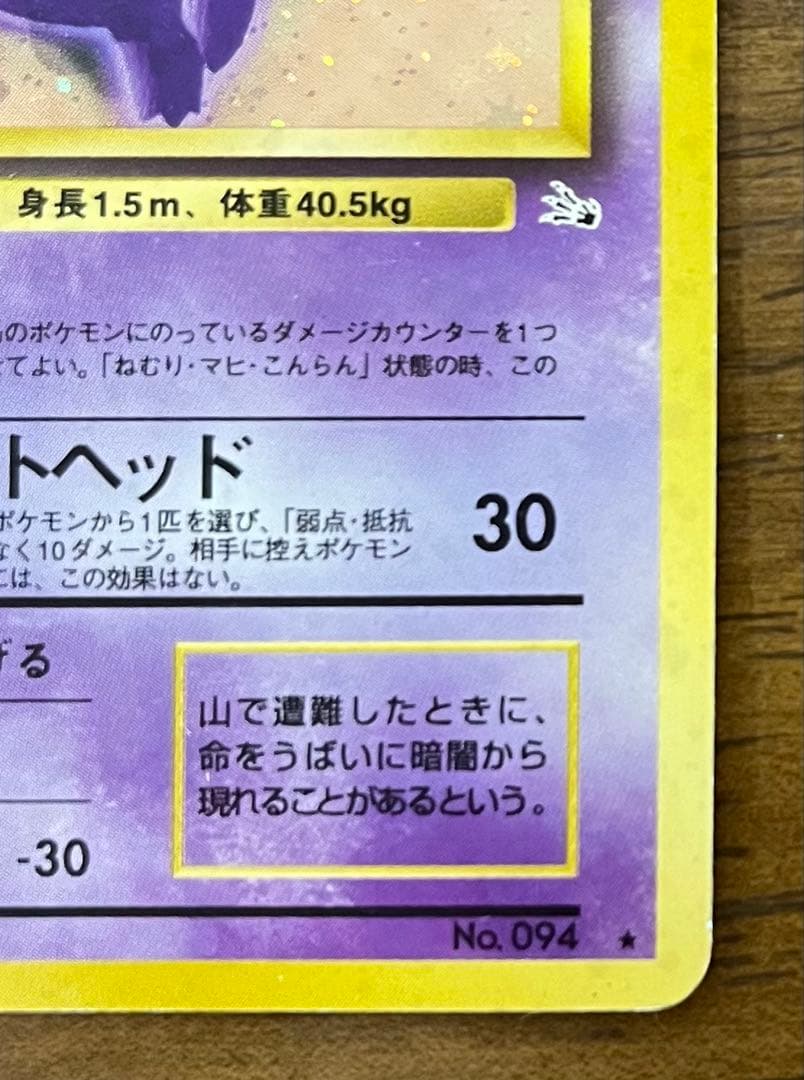 身長1.5m、体重40.5kg
のポケモンにのっているダメージカウンターを1つ
てよい。「ねむり・マヒ・こんらん」状態の時、この
トヘッド
ポケモンから1匹を選び、「弱点・抵抗
なく10ダメージ。相手に控えポケモン
には、この効果はない。
30
げる
山で遭難したときに、
命をうばいに暗闇から
現れることがあるという。
-30
No. 094 ★